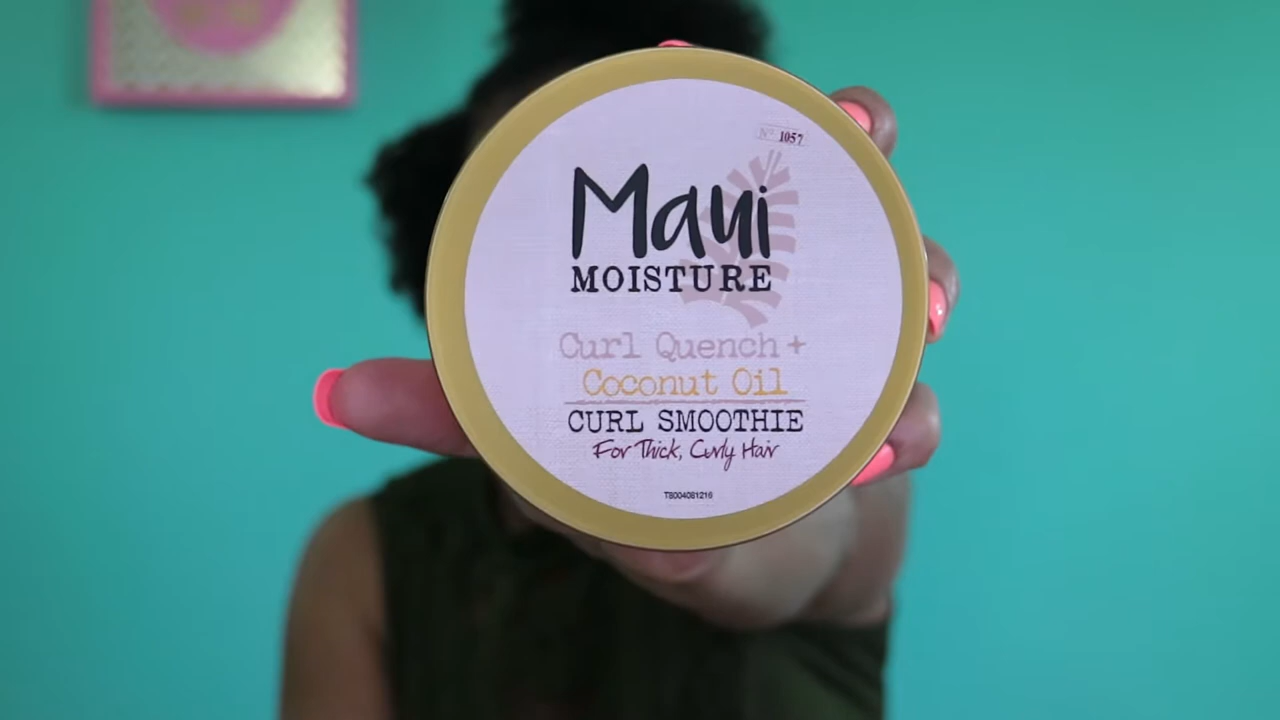 Nº 1057
Maui
MOISTURE
Curl Quench +
Coconut Oil
CURL SMOOTHIE
For Thick, Curly Hair
T8004081216